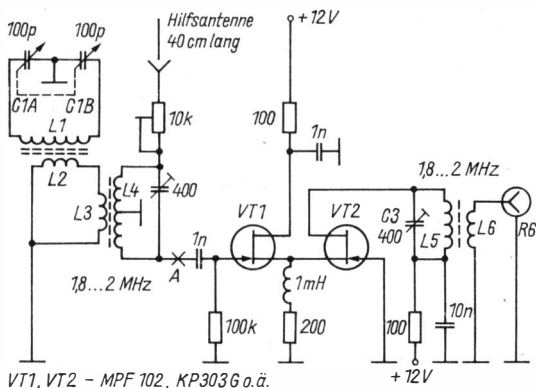 100p
100p
C1A
C1B
L1
L2
L3
L4
Hilfsantenne
40 cm lang
10k
400
1,8...2 MHz
A
1n
100k
+12V
100
1n
VT1
VT2
1mH
200
1,8...2 MHz
C3
400
L5
L6
R6
100
10n
+12V
VT1, VT2 – MPF 102, KP303G o.ä.